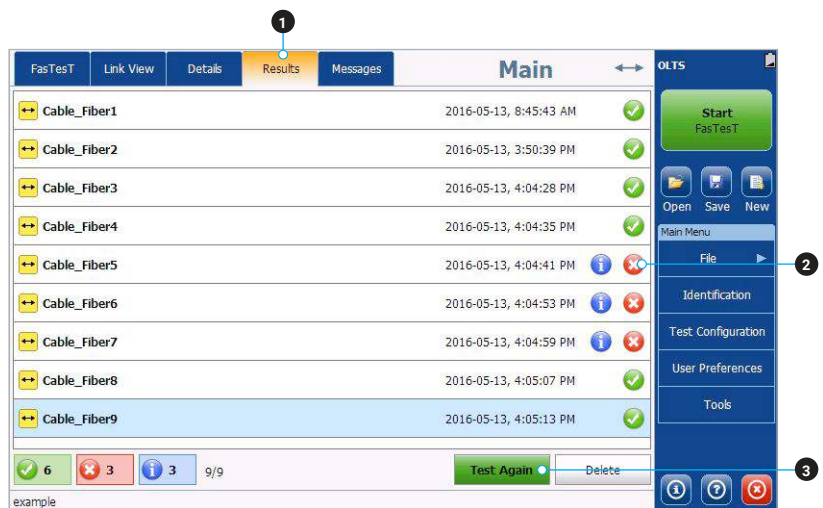 1
FasTesT Link View Details Results Messages Main OLTS
Cable_Fiber1 2016-05-13, 8:45:43 AM
Start
FasTesT
Cable_Fiber2 2016-05-13, 3:50:39 PM
Cable_Fiber3 2016-05-13, 4:04:28 PM
Open Save New
Cable_Fiber4 2016-05-13, 4:04:35 PM
Main Menu
Cable_Fiber5 2016-05-13, 4:04:41 PM i File 2
Cable_Fiber6 2016-05-13, 4:04:53 PM i Identification
Cable_Fiber7 2016-05-13, 4:04:59 PM i Test Configuration
Cable_Fiber8 2016-05-13, 4:05:07 PM User Preferences
Cable_Fiber9 2016-05-13, 4:05:13 PM Tools
6 3 i 3 9/9 Test Again Delete 3
i ?
example